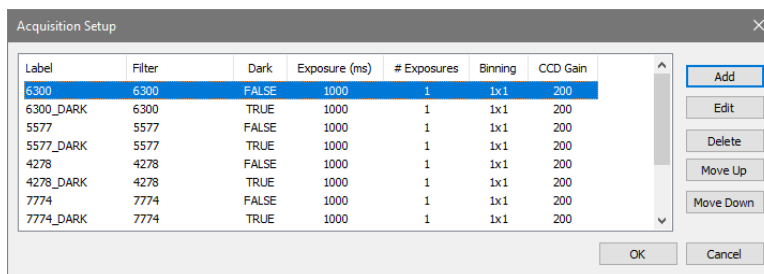 Acquisition Setup
Label Filter Dark Exposure (ms) # Exposures Binning CCD Gain
6300 6300 FALSE 1000 1 1x1 200
6300_DARK 6300 TRUE 1000 1 1x1 200
5577 5577 FALSE 1000 1 1x1 200
5577_DARK 5577 TRUE 1000 1 1x1 200
4278 4278 FALSE 1000 1 1x1 200
4278_DARK 4278 TRUE 1000 1 1x1 200
7774 7774 FALSE 1000 1 1x1 200
7774_DARK 7774 TRUE 1000 1 1x1 200
Add
Edit
Delete
Move Up
Move Down
OK Cancel